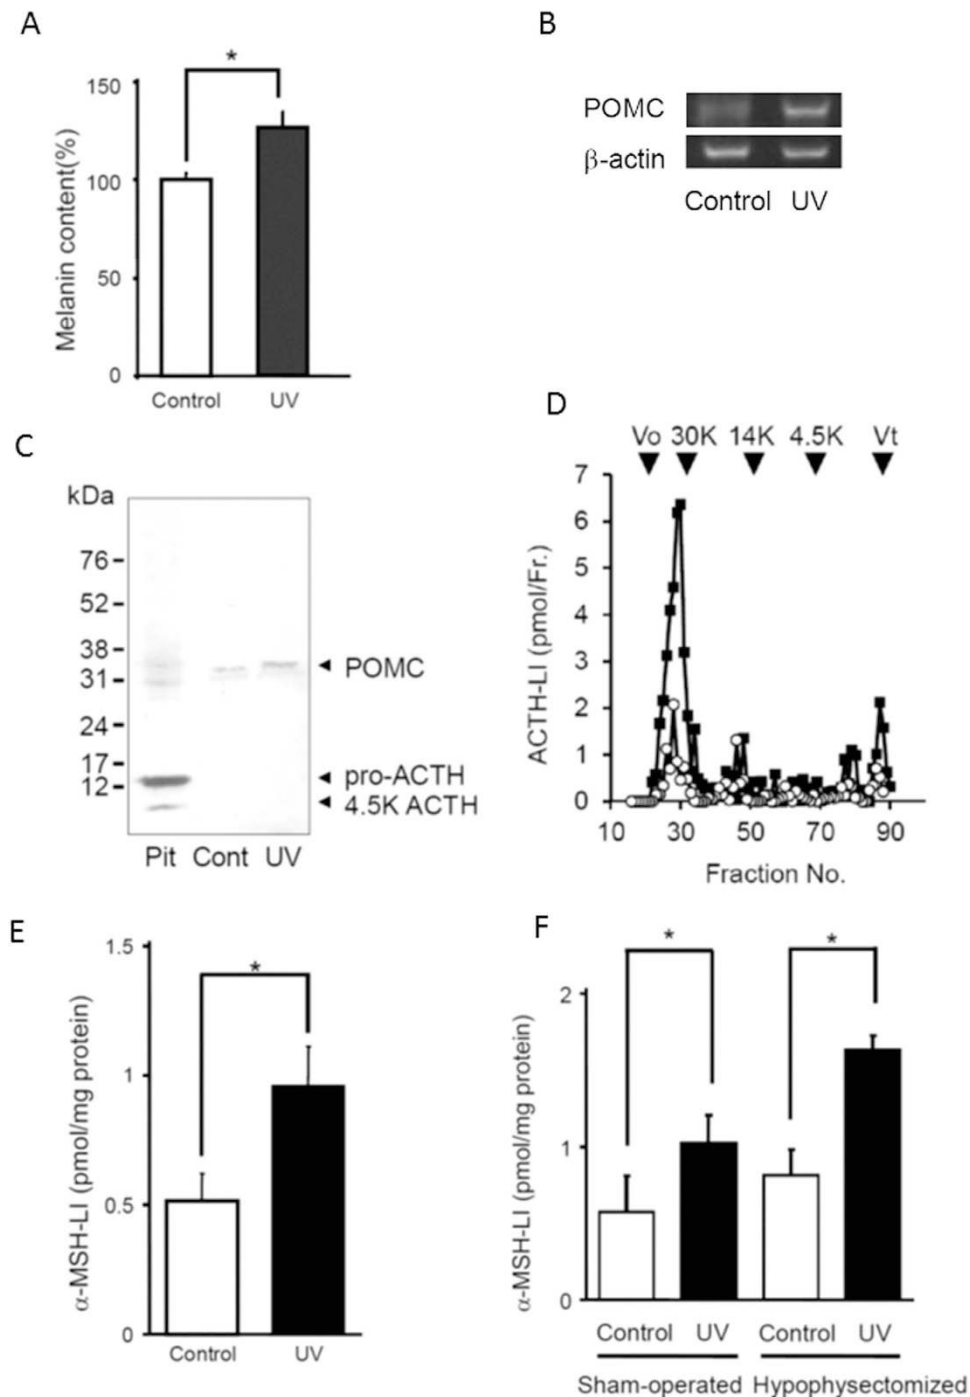 A
Melanin content(%)
150
100
50
0
*
Control UV
B
POMC
β-actin
Control UV
C
kDa
76
52
38
31
24
17
12
POMC
pro-ACTH
4.5K ACTH
Pit Cont UV
D
Vo 30K 14K 4.5K Vt
ACTH-LI (pmol/Fr.)
7
6
5
4
3
2
1
0
10 30 50 70 90
Fraction No.
E
α-MSH-LI (pmol/mg protein)
1.5
1
0.5
0
*
Control UV
F
α-MSH-LI (pmol/mg protein)
2
1
0
* *
Control UV Control UV
Sham-operated Hypophysectomized